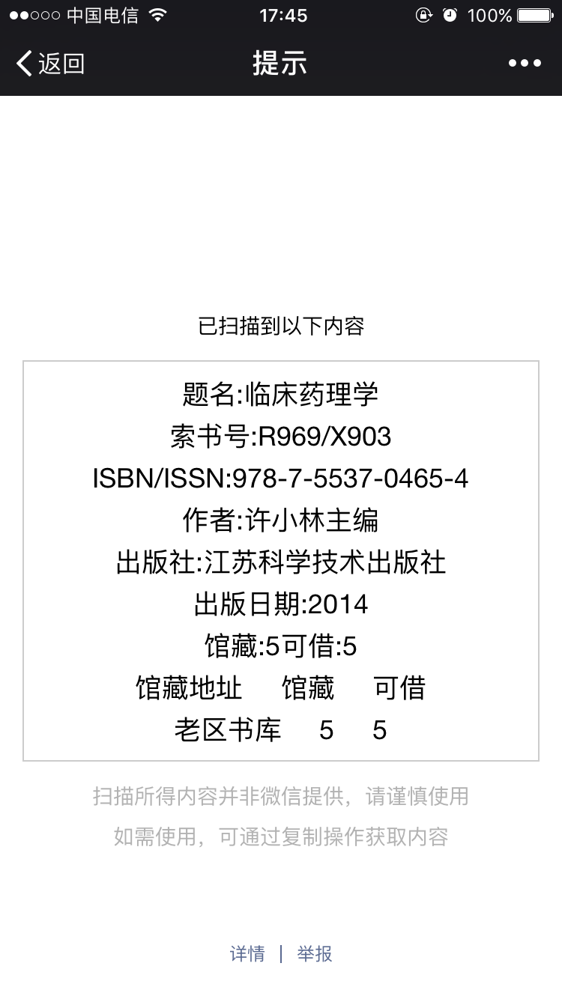 中国电信 17:45 100%
返回 提示
已扫描到以下内容
题名:临床药理学
索书号:R969/X903
ISBN/ISSN:978-7-5537-0465-4
作者:许小林主编
出版社:江苏科学技术出版社
出版日期:2014
馆藏:5可借:5
馆藏地址 馆藏 可借
老区书库 5 5
扫描所得内容并非微信提供，请谨慎使用
如需使用，可通过复制操作获取内容
详情 | 举报